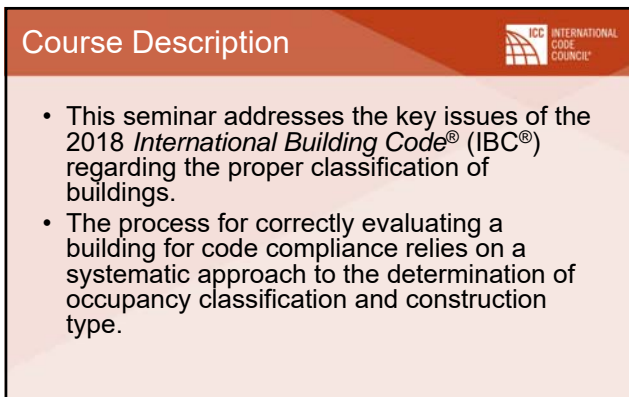 Course Description
ICC INTERNATIONAL
CODE
COUNCIL®
• This seminar addresses the key issues of the
2018 International Building Code® (IBC®)
regarding the proper classification of
buildings.
• The process for correctly evaluating a
building for code compliance relies on a
systematic approach to the determination of
occupancy classification and construction
type.